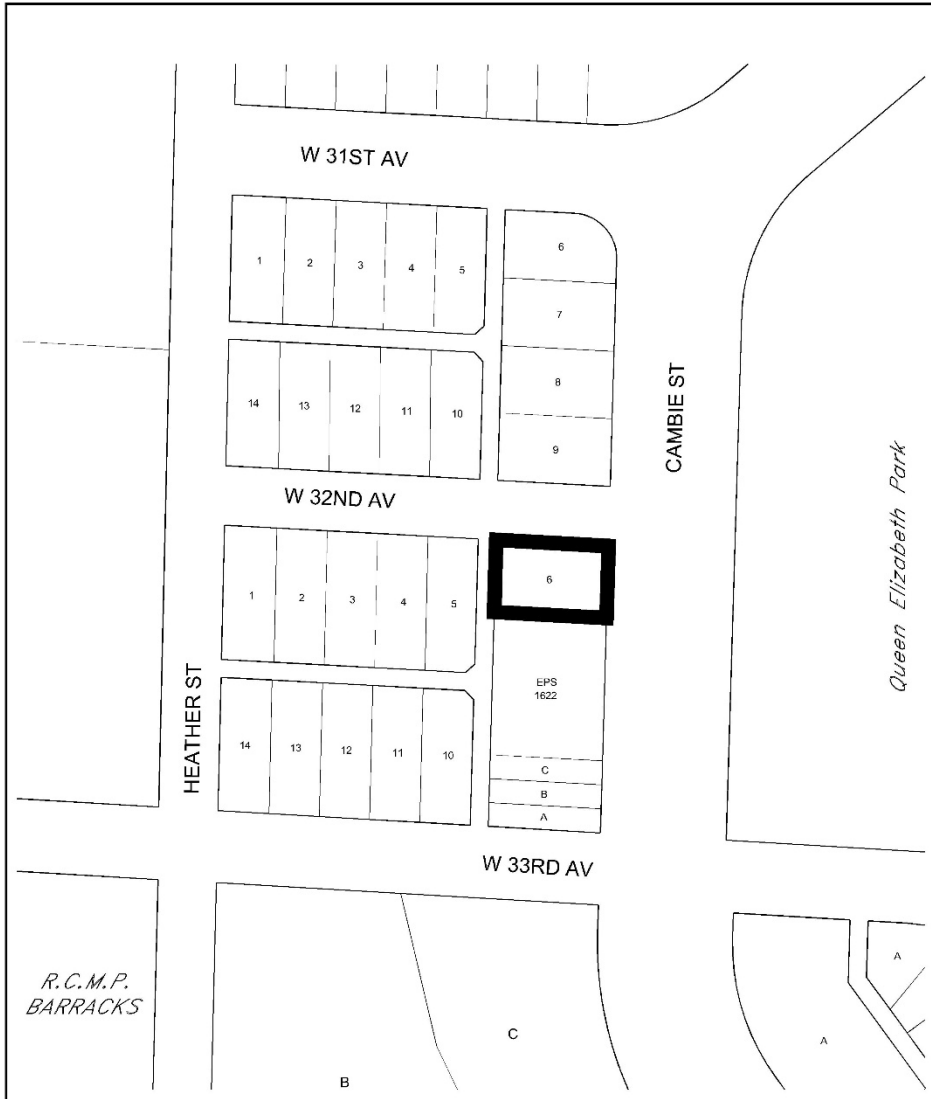 W 31ST AV
1 2 3 4 5
6
7
8
9
14 13 12 11 10
CAMBIE ST
Queen Elizabeth Park
W 32ND AV
1 2 3 4 5
6
EPS
1622
HEATHER ST
14 13 12 11 10
C
B
A
W 33RD AV
R.C.M.P.
BARRACKS
B
C
A
A